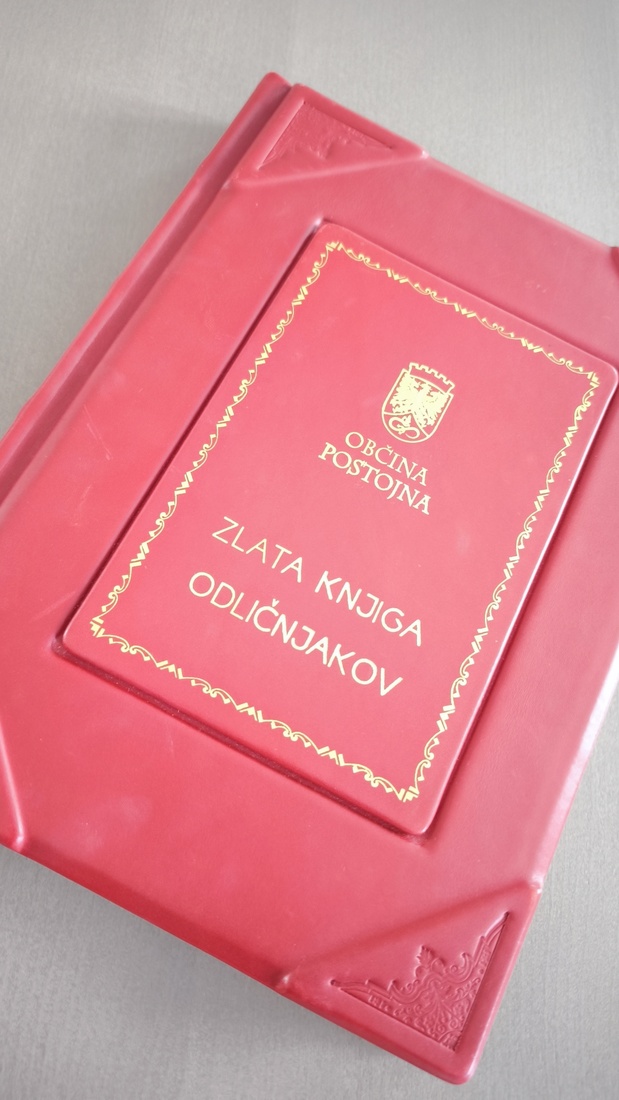 OBČINA
POSTOJNA
ZLATA KNJIGA
ODLIČNJAKOV